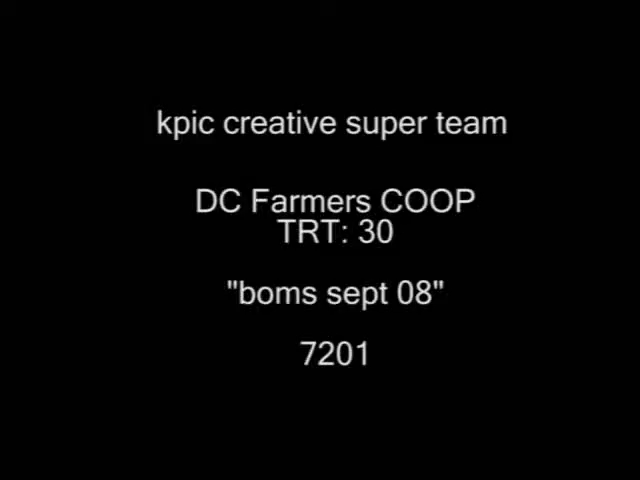 kpic creative super team
DC Farmers COOP
TRT: 30
"boms sept 08"
7201